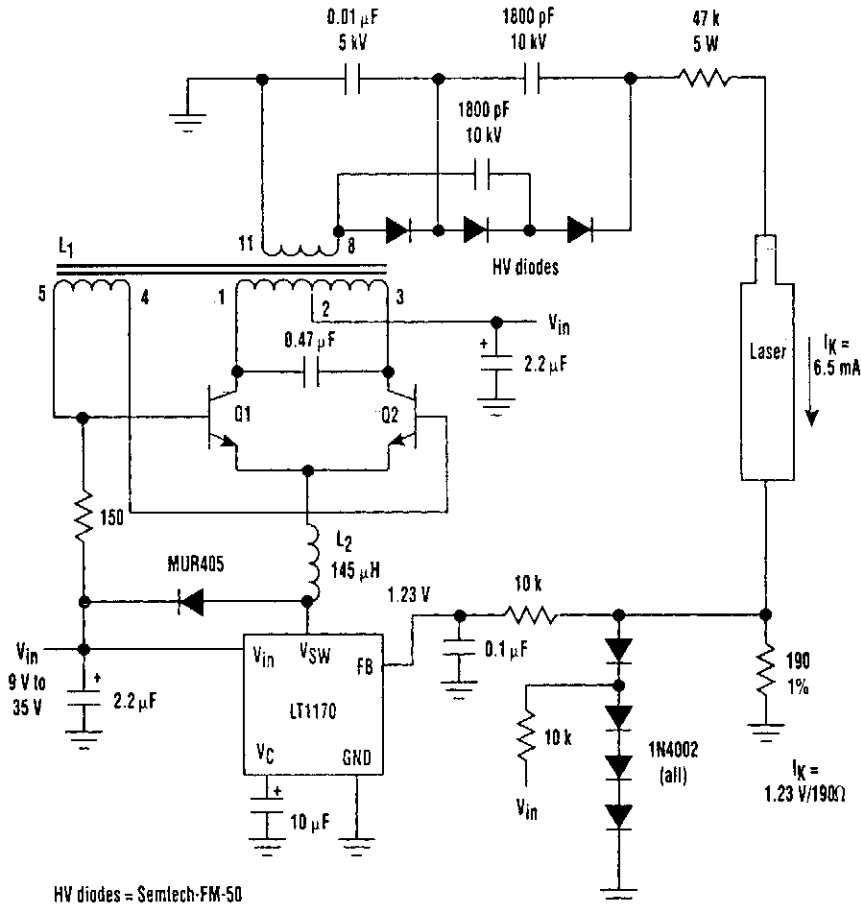 0.01 µF
5 kV
1800 pF
10 kV
47 k
5 W
1800 pF
10 kV
11
8
HV diodes
L1
5
4
1
2
3
Vin
0.47 µF
2.2 µF
Q1
Q2
Laser
IK =
6.5 mA
150
L2
145 µH
MUR405
1.23 V
10 k
Vin
9 V to
35 V
2.2 µF
Vin
VSW
FB
LT1170
VC
GND
0.1 µF
10 k
Vin
1N4002
(all)
190
1%
IK =
1.23 V/190Ω
10 µF
HV diodes = Semtech-FM-50